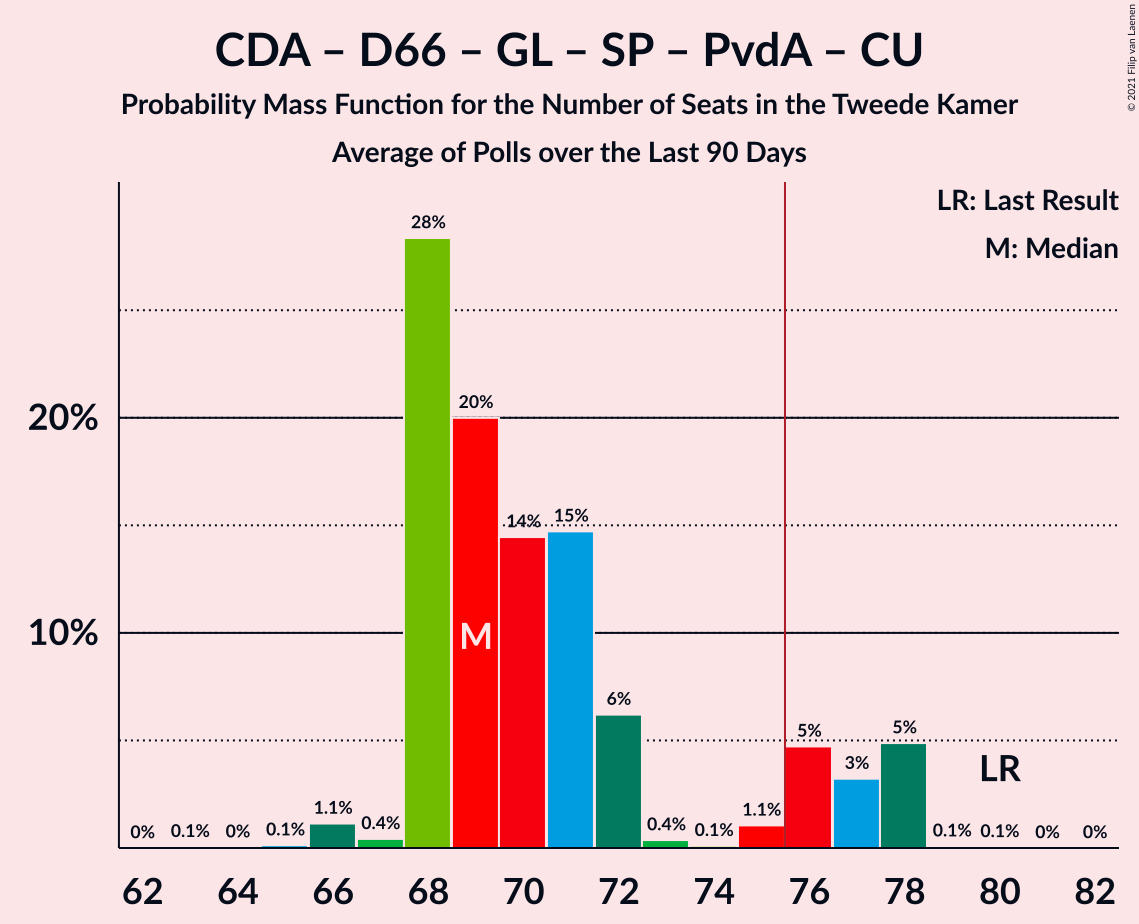 CDA – D66 – GL – SP – PvdA – CU
Probability Mass Function for the Number of Seats in the Tweede Kamer
Average of Polls over the Last 90 Days
© 2021 Filip van Laenen
LR: Last Result
M: Median
20%
10%
0%
0.1%
0%
0.1%
1.1%
0.4%
28%
20%
14%
15%
6%
0.4%
0.1%
1.1%
5%
3%
5%
0.1%
0.1%
0%
0%
M
LR
62 64 66 68 70 72 74 76 78 80 82